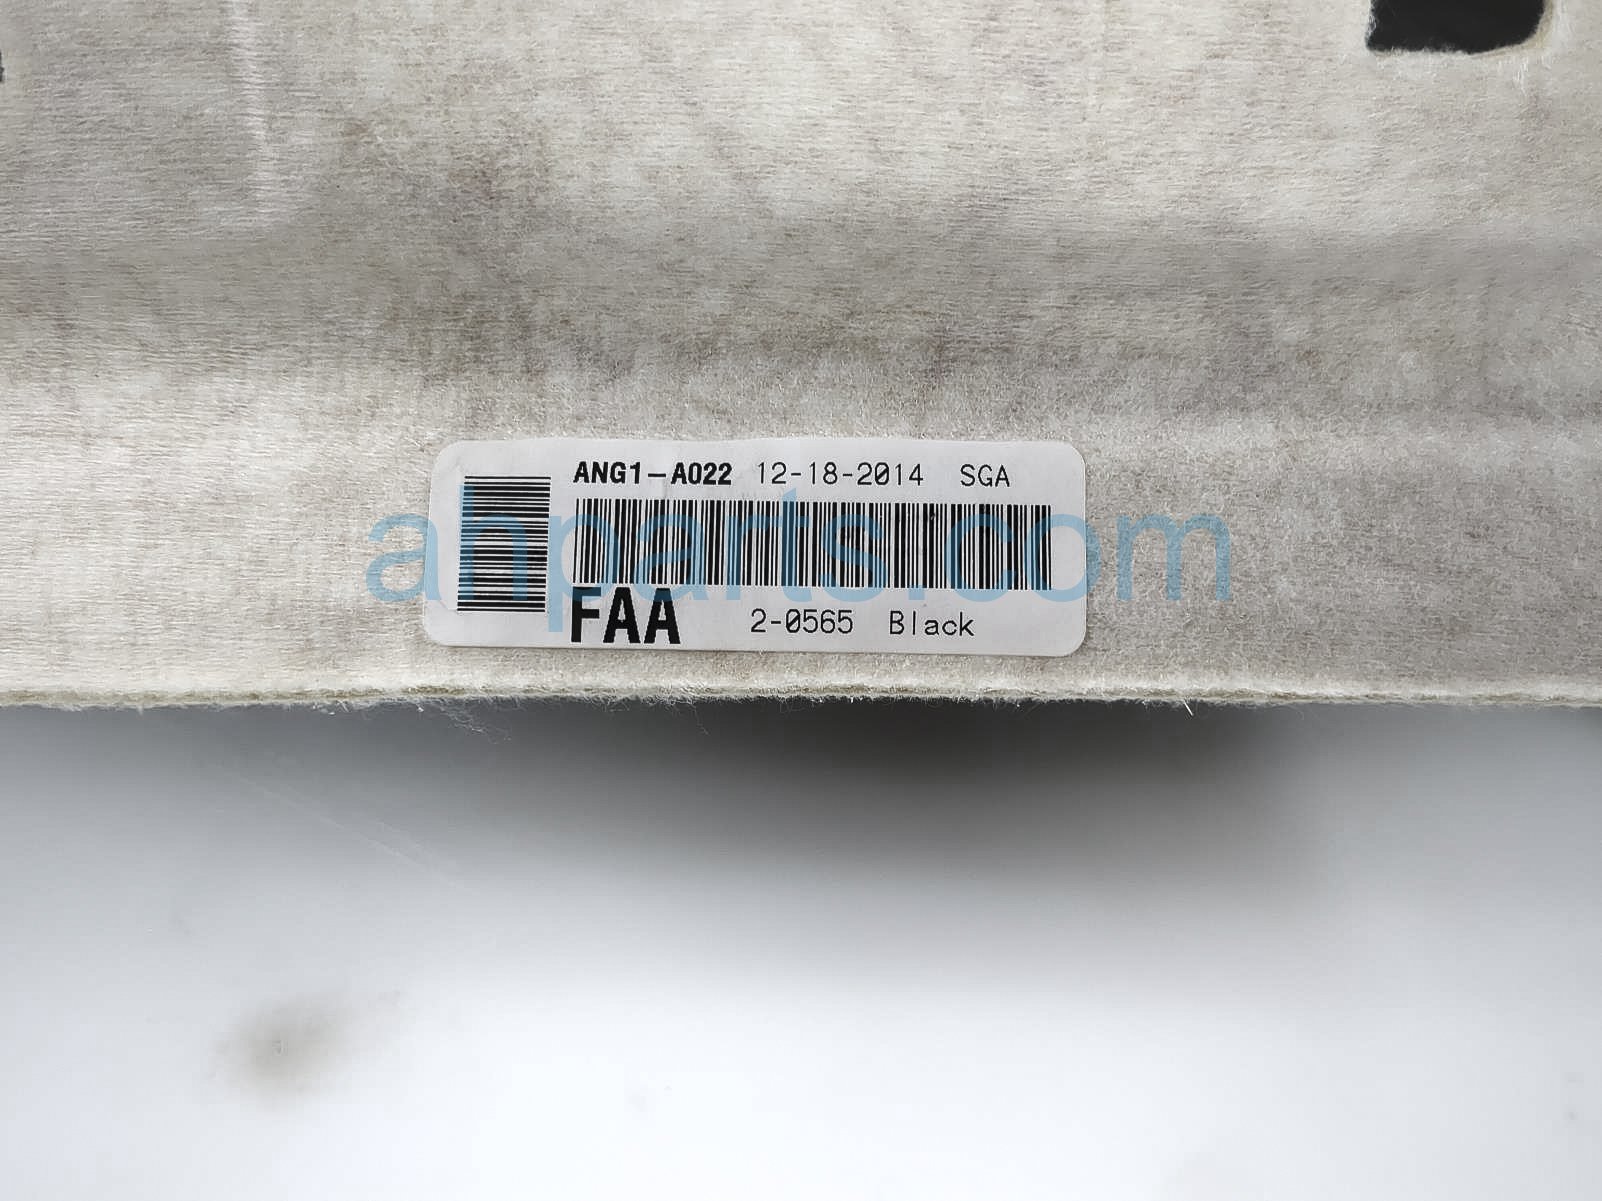 ANG1-A022 12-18-2014 SGA
ahparts.com
FAA 2-0565 Black